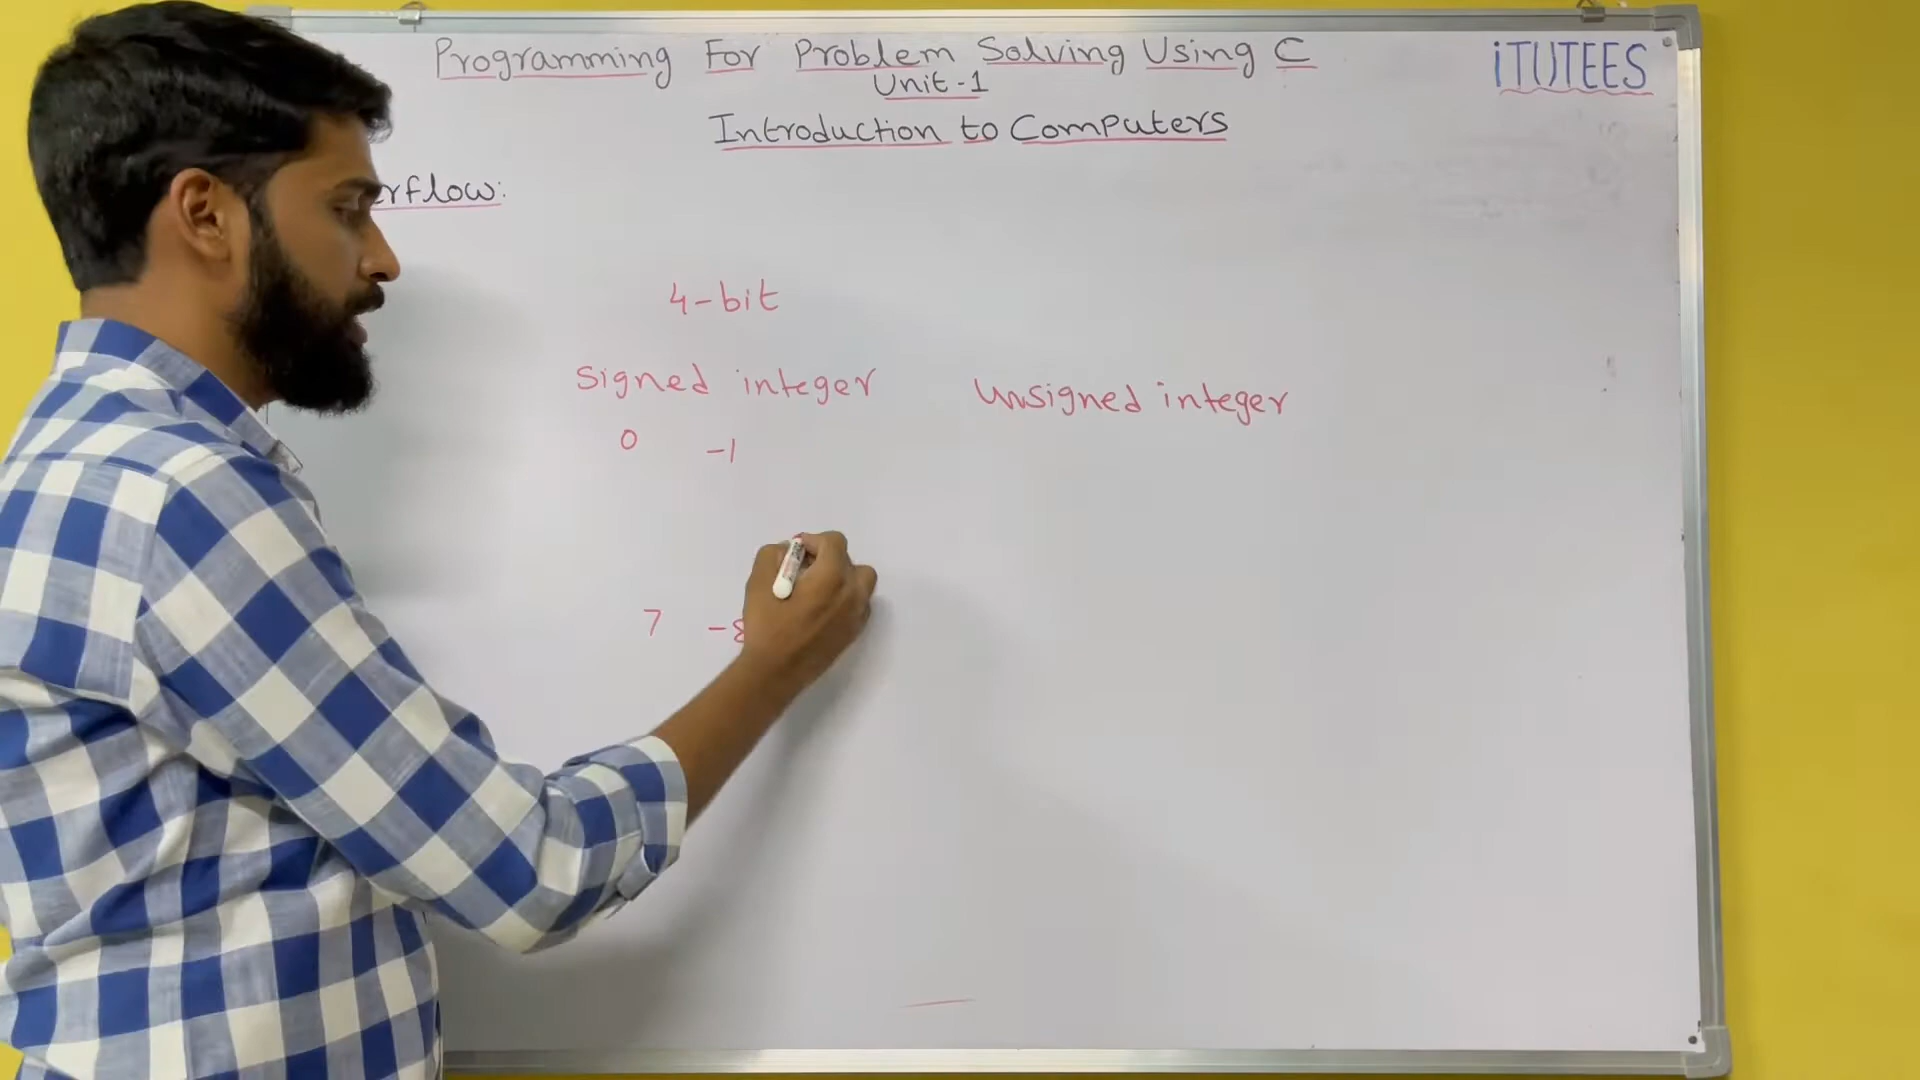 Programming For Problem Solving Using C
iTUTEES
Unit-1
Introduction to Computers
rflow:
4-bit
Signed integer
Unsigned integer
0 -1
7 -8